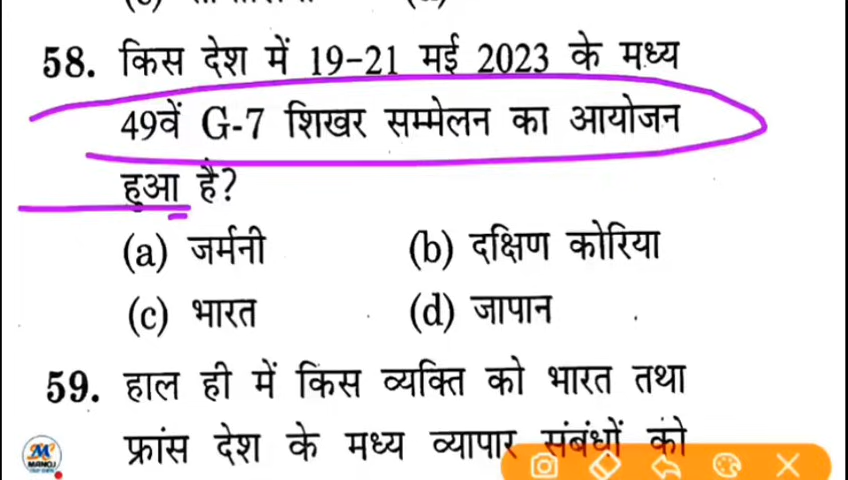 58. किस देश में 19-21 मई 2023 के मध्य
49वें G-7 शिखर सम्मेलन का आयोजन
हुआ है?
(a) जर्मनी (b) दक्षिण कोरिया
(c) भारत (d) जापान
59. हाल ही में किस व्यक्ति को भारत तथा
फ्रांस देश के मध्य व्यापार संबंधों को
MANOJ